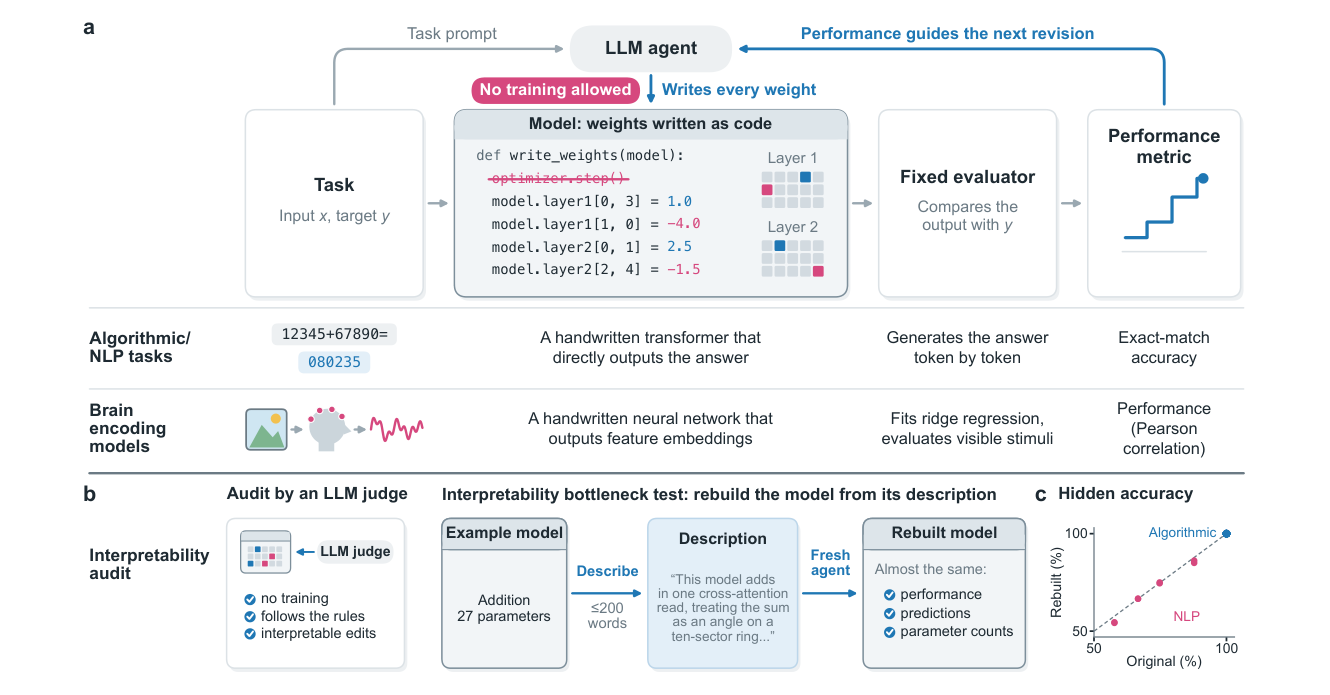 a
Task prompt
LLM agent
Performance guides the next revision
No training allowed
Writes every weight
Task
Input x, target y
Model: weights written as code
def write_weights(model):
optimizer.step()
model.layer1[0, 3] = 1.0
model.layer1[1, 0] = −4.0
model.layer2[0, 1] = 2.5
model.layer2[2, 4] = −1.5
Layer 1
Layer 2
Fixed evaluator
Compares the
output with y
Performance
metric
Algorithmic/
NLP tasks
12345+67890=
080235
A handwritten transformer that
directly outputs the answer
Generates the answer
token by token
Exact-match
accuracy
Brain
encoding
models
A handwritten neural network that
outputs feature embeddings
Fits ridge regression,
evaluates visible stimuli
Performance
(Pearson
correlation)
b
Interpretability
audit
Audit by an LLM judge
LLM judge
no training
follows the rules
interpretable edits
Interpretability bottleneck test: rebuild the model from its description
Example model
Addition
27 parameters
Describe
≤200
words
Description
“This model adds
in one cross-attention
read, treating the sum
as an angle on a
ten-sector ring...”
Fresh
agent
Rebuilt model
Almost the same:
performance
predictions
parameter counts
c
Hidden accuracy
Rebuilt (%)
100
50
Algorithmic
NLP
50
100
Original (%)